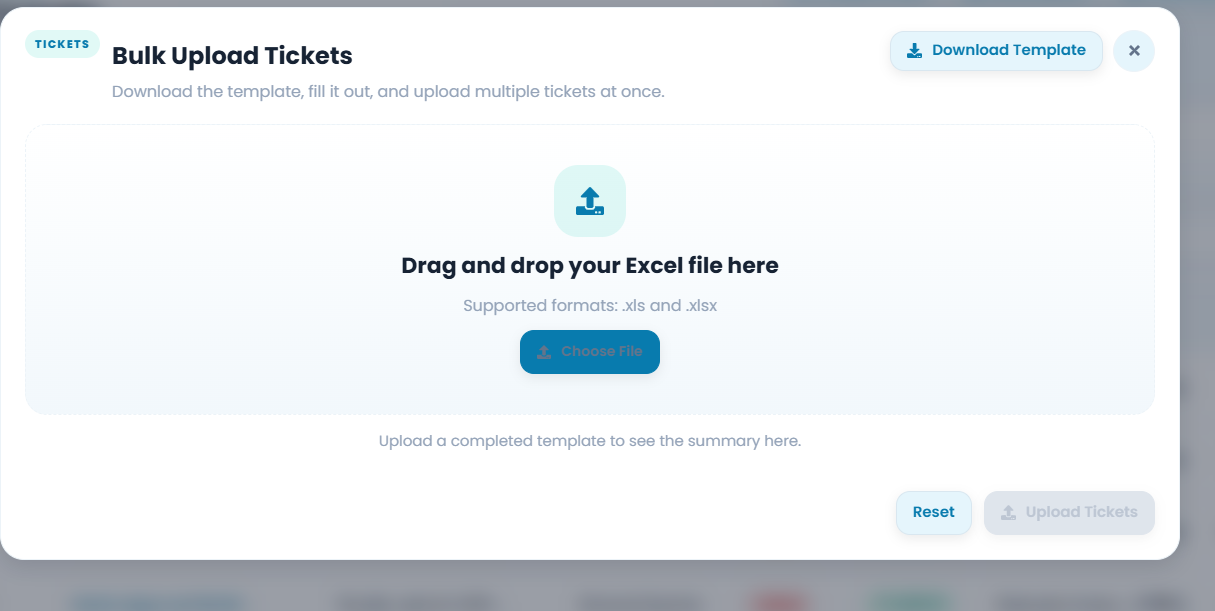 TICKETS
Bulk Upload Tickets
Download the template, fill it out, and upload multiple tickets at once.
Download Template
Drag and drop your Excel file here
Supported formats: .xls and .xlsx
Choose File
Upload a completed template to see the summary here.
Reset
Upload Tickets